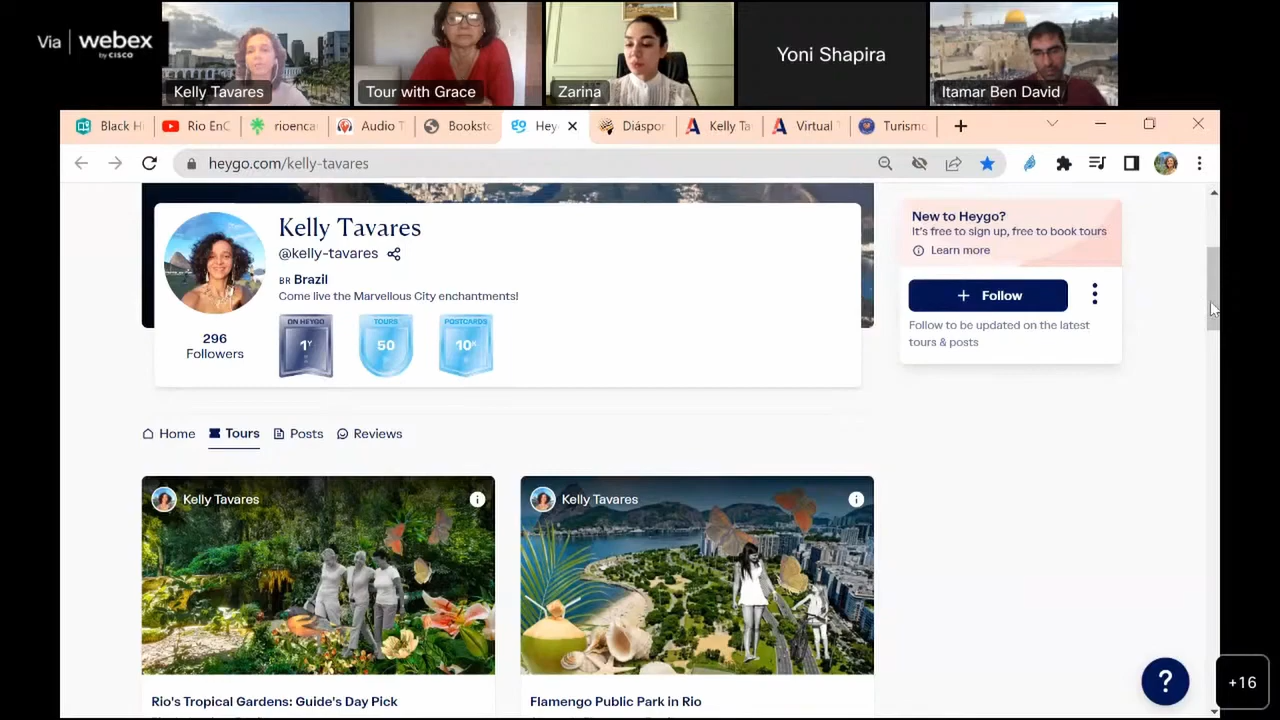 Via webex
by CISCO
Kelly Tavares
Tour with Grace
Zarina
Yoni Shapira
Itamar Ben David
Black H
Rio EnC
rioenca
Audio T
Bookst
Hey
Diáspor
Kelly Ta
Virtual
Turismo
heygo.com/kelly-tavares
Kelly Tavares
@kelly-tavares
BR Brazil
Come live the Marvellous City enchantments!
296
Followers
ON HEYGO
1Y
TOURS
50
POSTCARDS
10K
New to Heygo?
It's free to sign up, free to book tours
Learn more
+ Follow
Follow to be updated on the latest
tours & posts
Home
Tours
Posts
Reviews
Kelly Tavares
Kelly Tavares
Rio's Tropical Gardens: Guide's Day Pick
Flamengo Public Park in Rio
?
+16